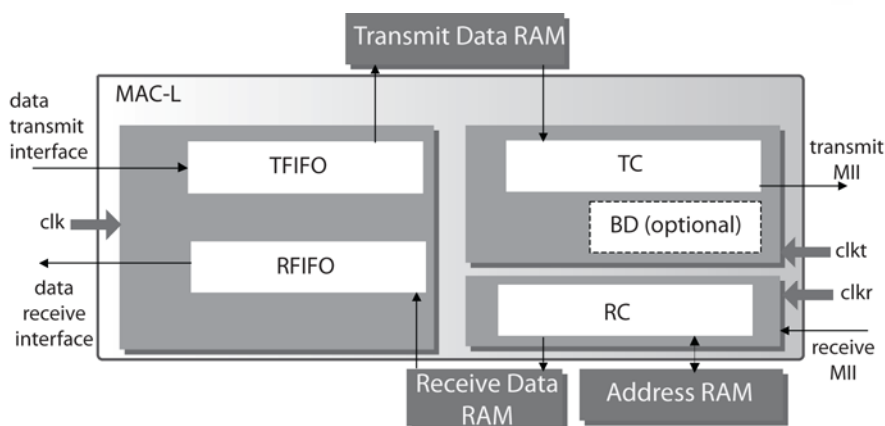 Transmit Data RAM
MAC-L
data
transmit
interface
TFIFO
TC
transmit
MII
clk
BD (optional)
RFIFO
clkt
data
receive
interface
clkr
RC
receive
MII
Receive Data
RAM
Address RAM